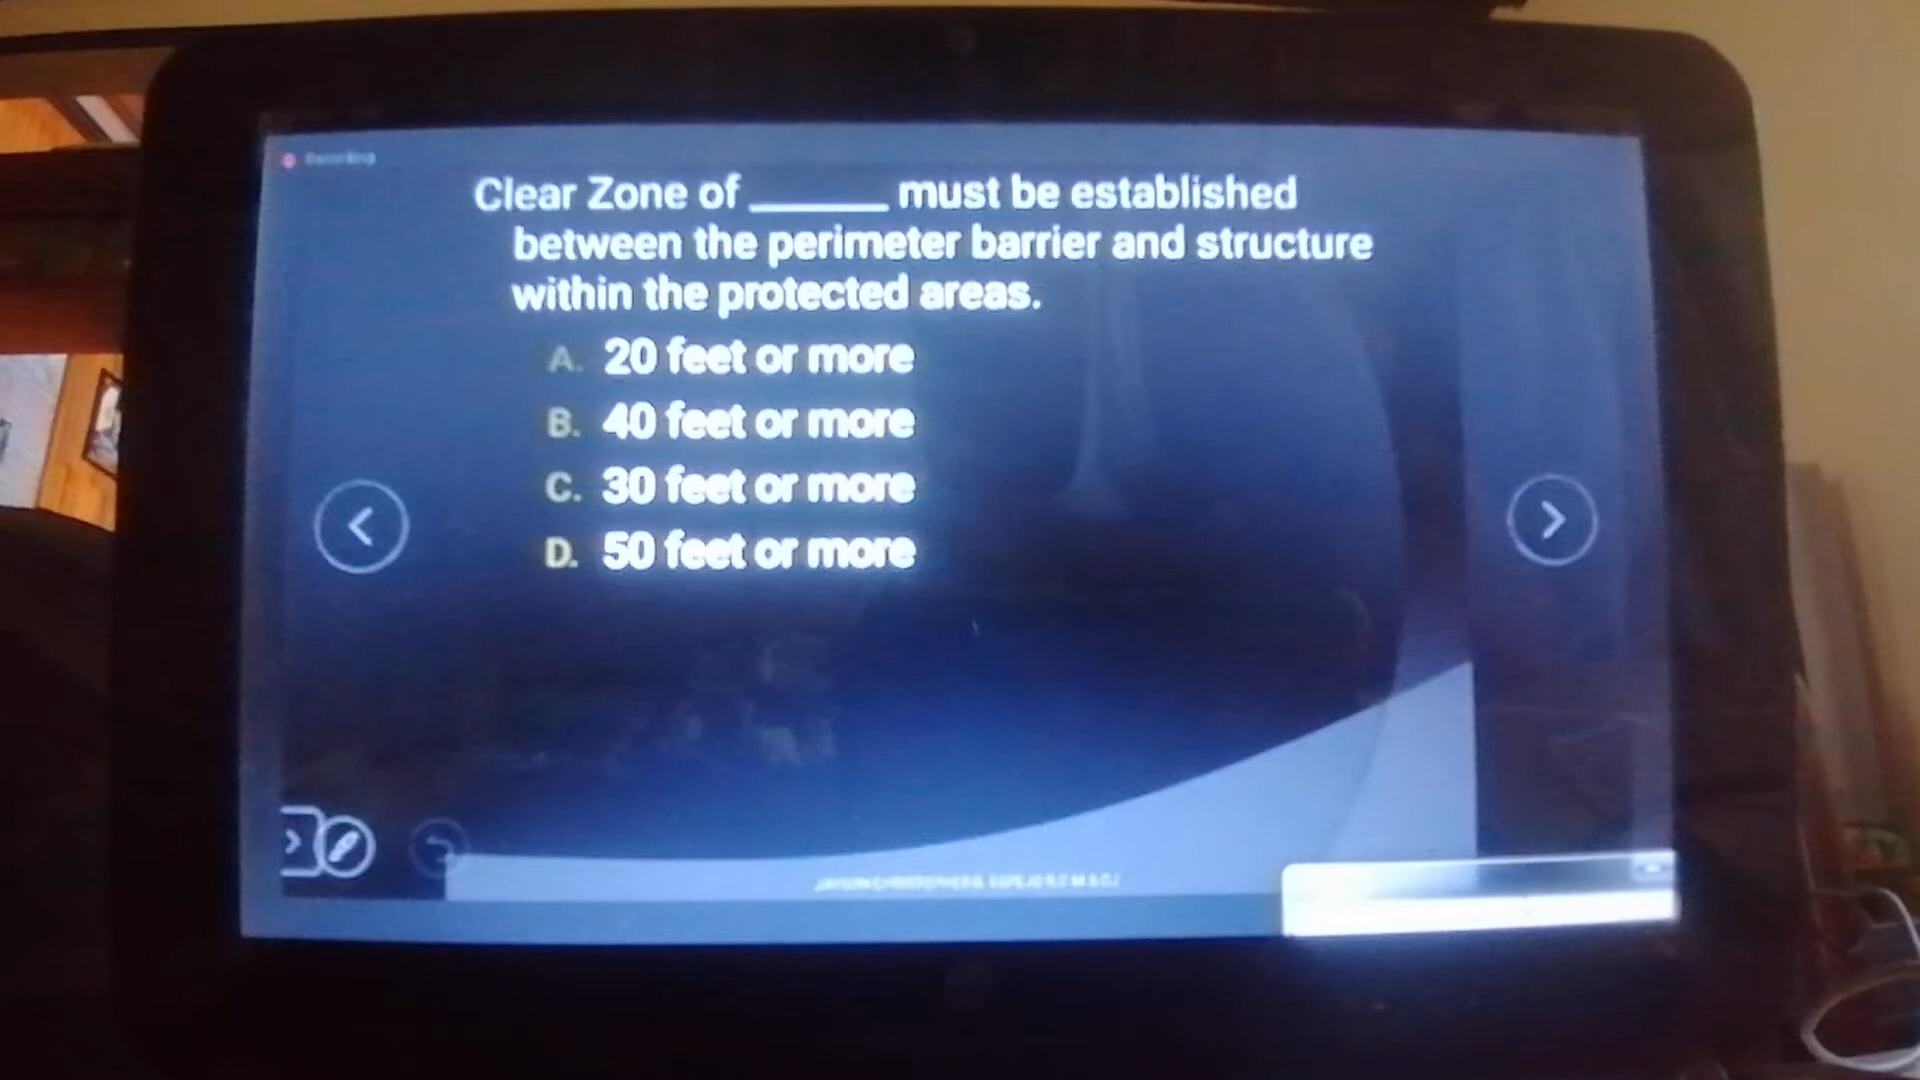 Recording
Clear Zone of ______ must be established
between the perimeter barrier and structure
within the protected areas.
A. 20 feet or more
B. 40 feet or more
C. 30 feet or more
D. 50 feet or more